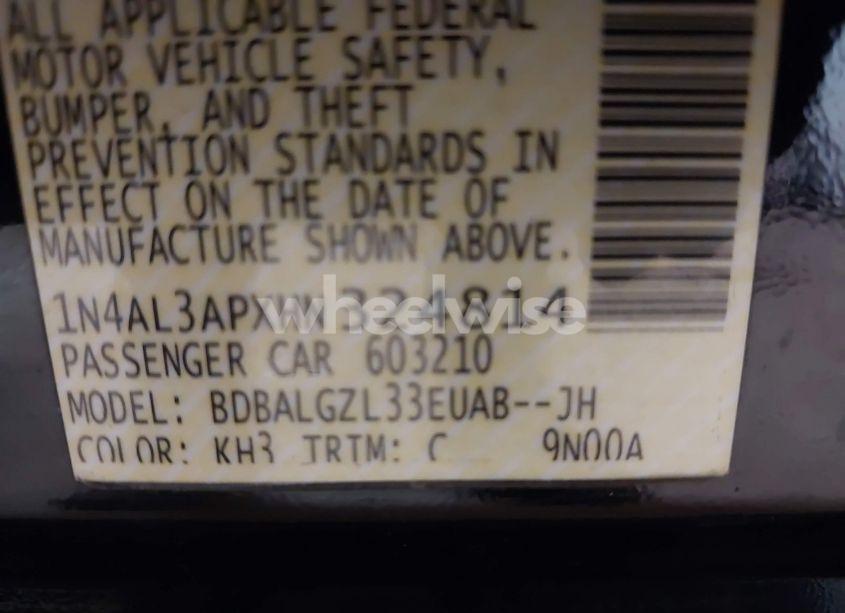 ALL APPLICABLE FEDERAL
MOTOR VEHICLE SAFETY,
BUMPER, AND THEFT
PREVENTION STANDARDS IN
EFFECT ON THE DATE OF
MANUFACTURE SHOWN ABOVE.
1N4AL3APXHN324814
wheelwise
PASSENGER CAR 603210
MODEL: BDBALGZL33EUAB--JH
COLOR: KH3 TRIM: C 9N00A